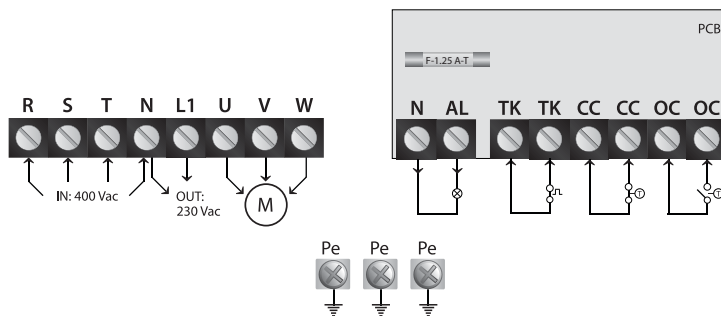 PCB
F-1.25 A-T
R S T N L1 U V W
N AL TK TK CC CC OC OC
IN: 400 Vac
OUT:
230 Vac
M
T
T
Pe Pe Pe